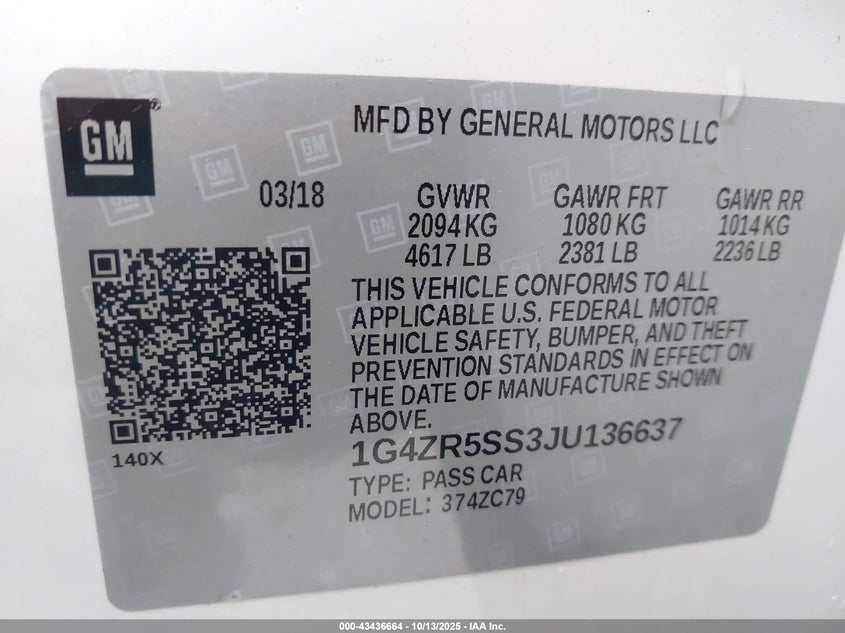 GM
®
MFD BY GENERAL MOTORS LLC
03/18 GVWR GAWR FRT GAWR RR
2094KG 1080 KG 1014KG
4617 LB 2381 LB 2236 LB
THIS VEHICLE CONFORMS TO ALL
APPLICABLE U.S. FEDERAL MOTOR
VEHICLE SAFETY, BUMPER, AND THEFT
PREVENTION STANDARDS IN EFFECT ON
THE DATE OF MANUFACTURE SHOWN
ABOVE.
1G4ZR5SS3JU136637
140X
TYPE: PASS CAR
MODEL: 374ZC79
000-43436664 - 10/13/2025 - IAA Inc.